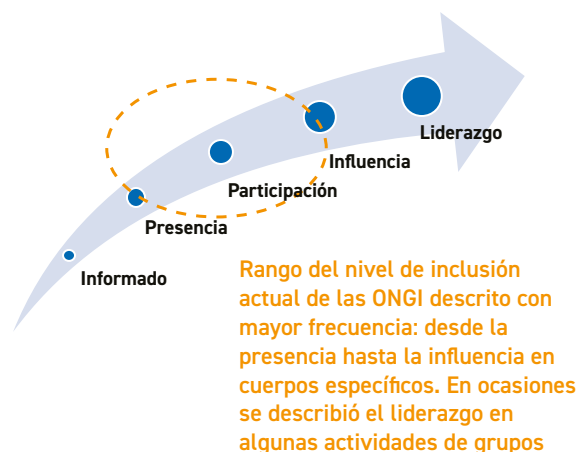 Liderazgo
Influencia
Participación
Presencia
Informado
Rango del nivel de inclusión
actual de las ONGI descrito con
mayor frecuencia: desde la
presencia hasta la influencia en
cuerpos específicos. En ocasiones
se describió el liderazgo en
algunas actividades de grupos